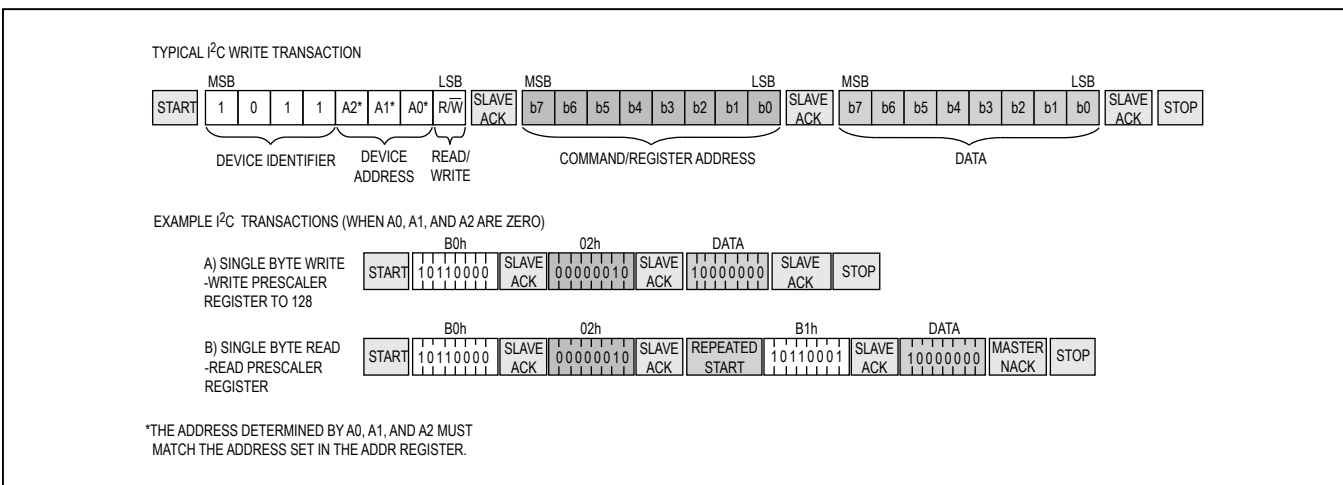 TYPICAL I²C WRITE TRANSACTION
MSB LSB MSB LSB MSB LSB
START 1 0 1 1 A2* A1* A0* R/W̅ SLAVE ACK b7 b6 b5 b4 b3 b2 b1 b0 SLAVE ACK b7 b6 b5 b4 b3 b2 b1 b0 SLAVE ACK STOP
DEVICE IDENTIFIER DEVICE ADDRESS READ/WRITE COMMAND/REGISTER ADDRESS DATA
EXAMPLE I²C TRANSACTIONS (WHEN A0, A1, AND A2 ARE ZERO)
B0h 02h DATA
A) SINGLE BYTE WRITE
-WRITE PRESCALER
REGISTER TO 128
START 10110000 SLAVE ACK 00000010 SLAVE ACK 10000000 SLAVE ACK STOP
B0h 02h B1h DATA
B) SINGLE BYTE READ
-READ PRESCALER
REGISTER
START 10110000 SLAVE ACK 00000010 SLAVE ACK REPEATED START 10110001 SLAVE ACK 10000000 MASTER NACK STOP
*THE ADDRESS DETERMINED BY A0, A1, AND A2 MUST
MATCH THE ADDRESS SET IN THE ADDR REGISTER.